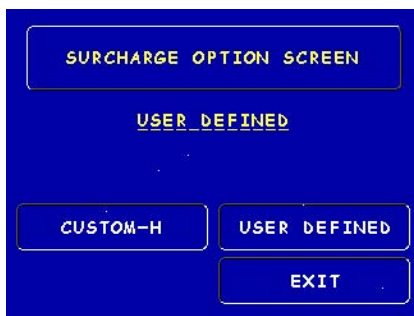 SURCHARGE OPTION SCREEN
USER DEFINED
CUSTOM-H
USER DEFINED
EXIT